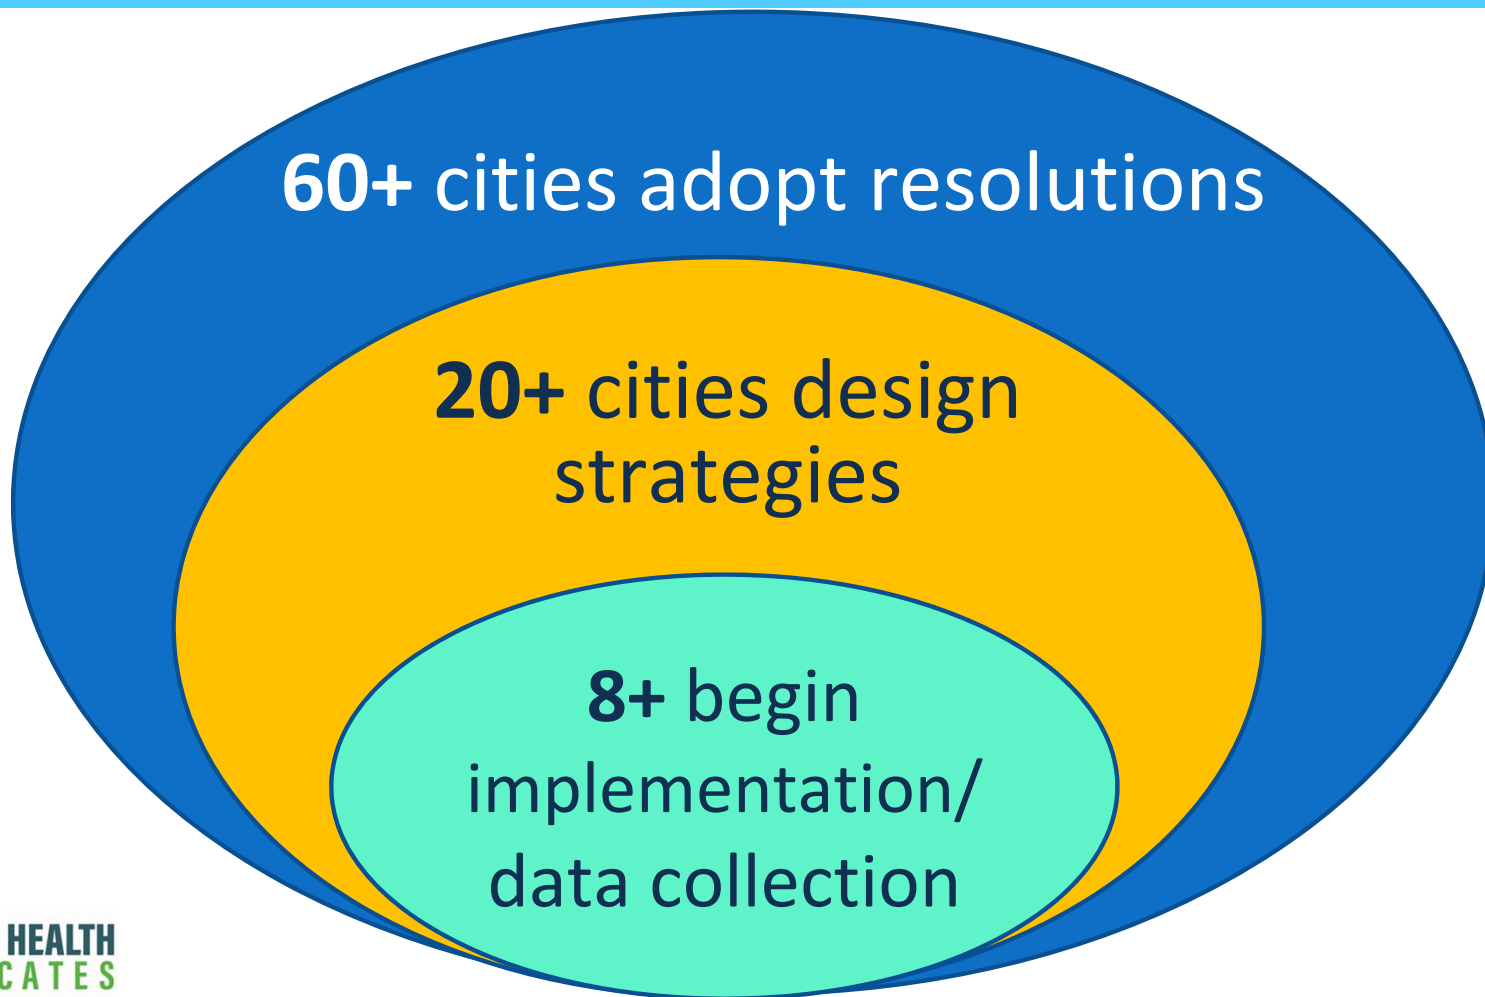 60+ cities adopt resolutions
20+ cities design
strategies
8+ begin
implementation/
data collection
HEALTH
CATES